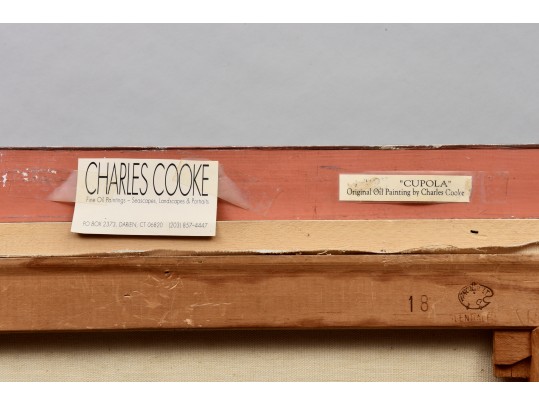 CHARLES COOKE
Fine Oil Paintings – Seascapes, Landscapes & Portraits
P.O. BOX 2373, DARIEN, CT 06820 (203) 857-4447
"CUPOLA"
Original Oil Painting by Charles Cooke
18